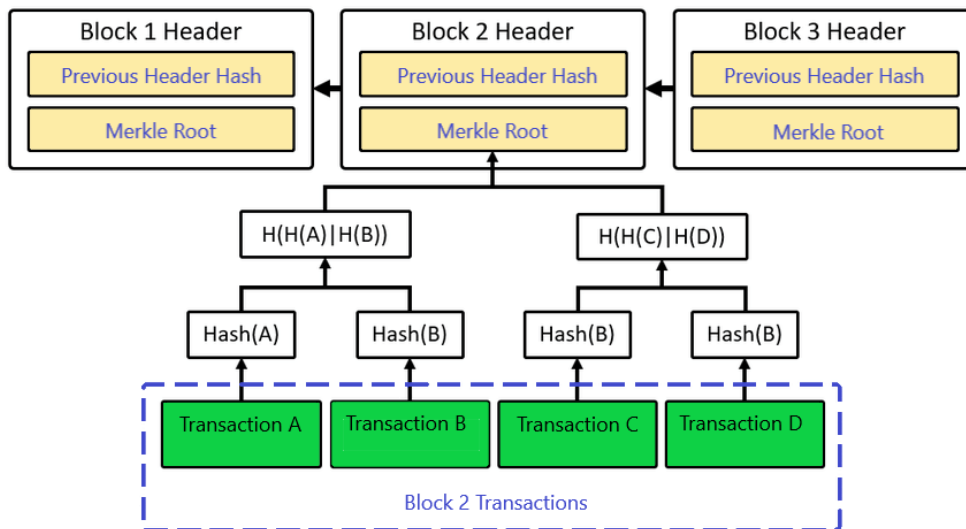 Block 1 Header
Block 2 Header
Block 3 Header
Previous Header Hash
Previous Header Hash
Previous Header Hash
Merkle Root
Merkle Root
Merkle Root
H(H(A)|H(B))
H(H(C)|H(D))
Hash(A)
Hash(B)
Hash(B)
Hash(B)
Transaction A
Transaction B
Transaction C
Transaction D
Block 2 Transactions